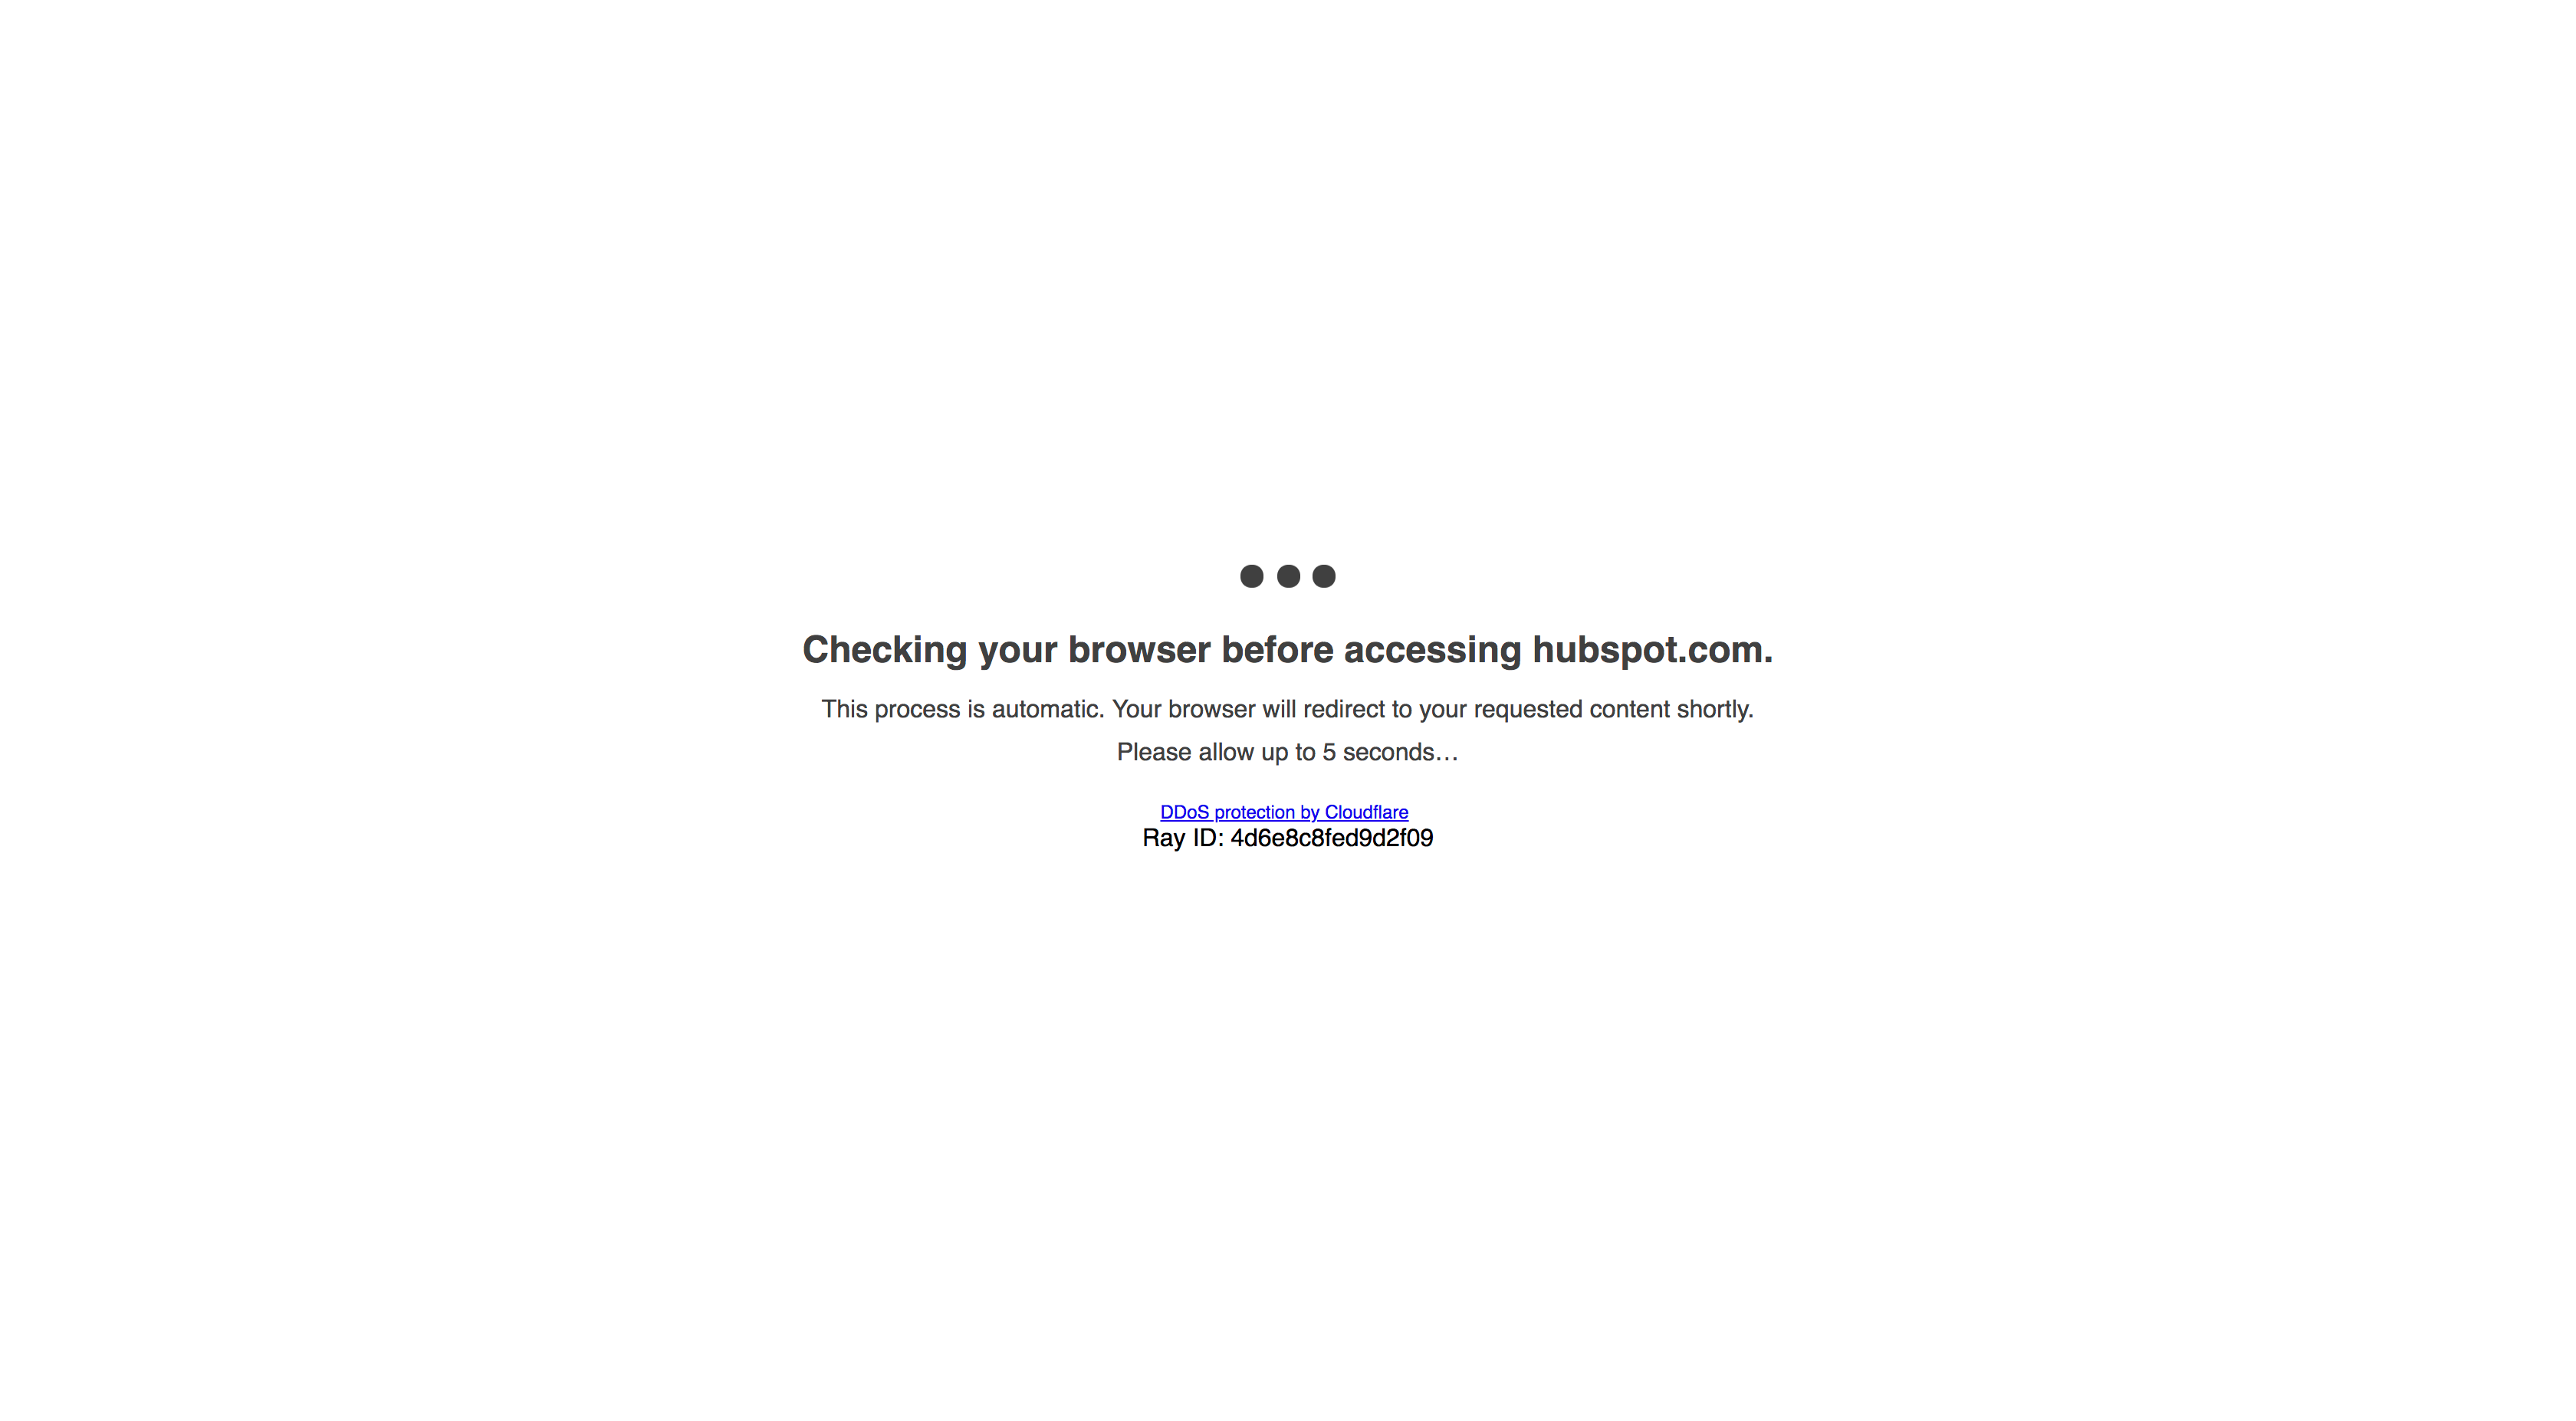 Checking your browser before accessing hubspot.com.
This process is automatic. Your browser will redirect to your requested content shortly.
Please allow up to 5 seconds…
DDoS protection by Cloudflare
Ray ID: 4d6e8c8fed9d2f09